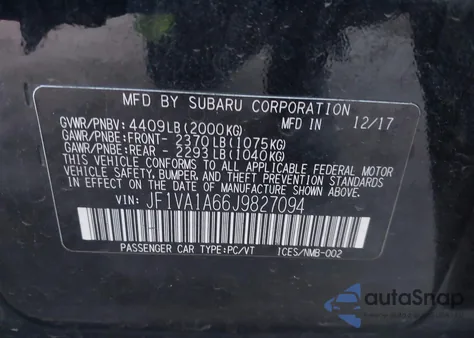 MFD BY SUBARU CORPORATION 12/17
GVWR/PNBV: 4409LB(2000KG)
GAWR/PNBE:FRONT- 2370LB(1075KG)
GAWR/PNBE:REAR - 2293LB(1040KG)
THIS VEHICLE CONFORMS TO ALL APPLICABLE FEDERAL MOTOR
VEHICLE SAFETY, BUMPER, AND THEFT
PREVENTION STANDARDS IN EFFECT ON THE DATE OF
MANUFACTURE SHOWN ABOVE.
VIN: JF1VA1A66J9827094
PASSENGER CAR TYPE:PC/VT ICES/NMB-002
autoSnap